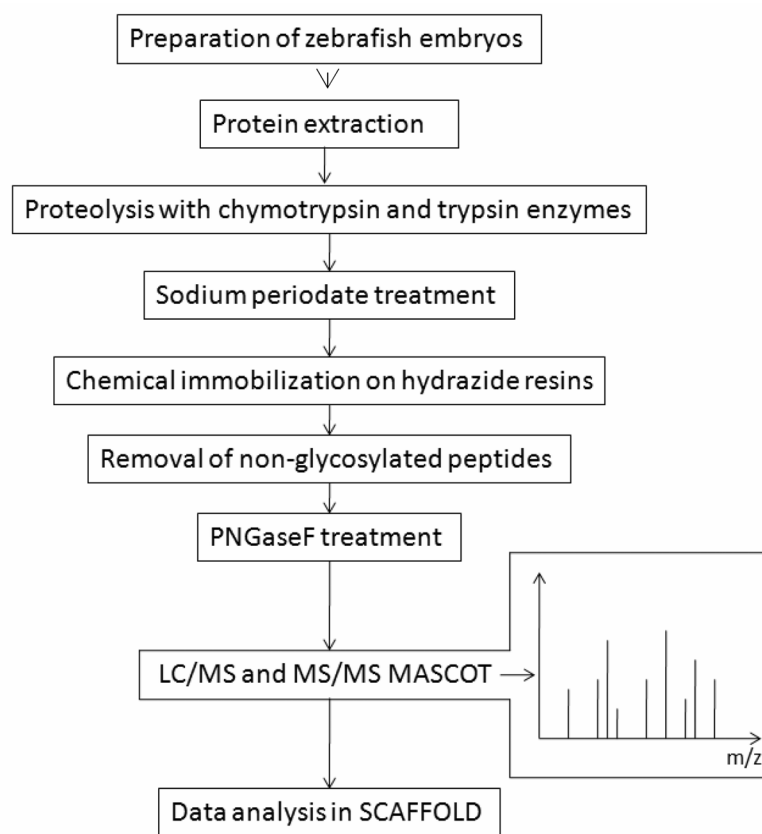 Preparation of zebrafish embryos
Protein extraction
Proteolysis with chymotrypsin and trypsin enzymes
Sodium periodate treatment
Chemical immobilization on hydrazide resins
Removal of non-glycosylated peptides
PNGaseF treatment
LC/MS and MS/MS MASCOT
m/z
Data analysis in SCAFFOLD